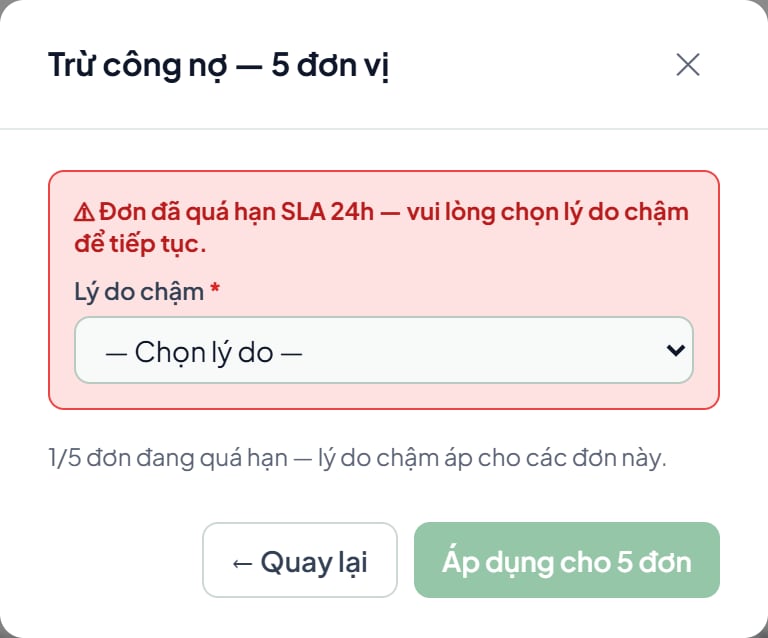 Trừ công nợ — 5 đơn vị
⚠ Đơn đã quá hạn SLA 24h — vui lòng chọn lý do chậm
để tiếp tục.
Lý do chậm *
— Chọn lý do —
1/5 đơn đang quá hạn — lý do chậm áp cho các đơn này.
← Quay lại
Áp dụng cho 5 đơn